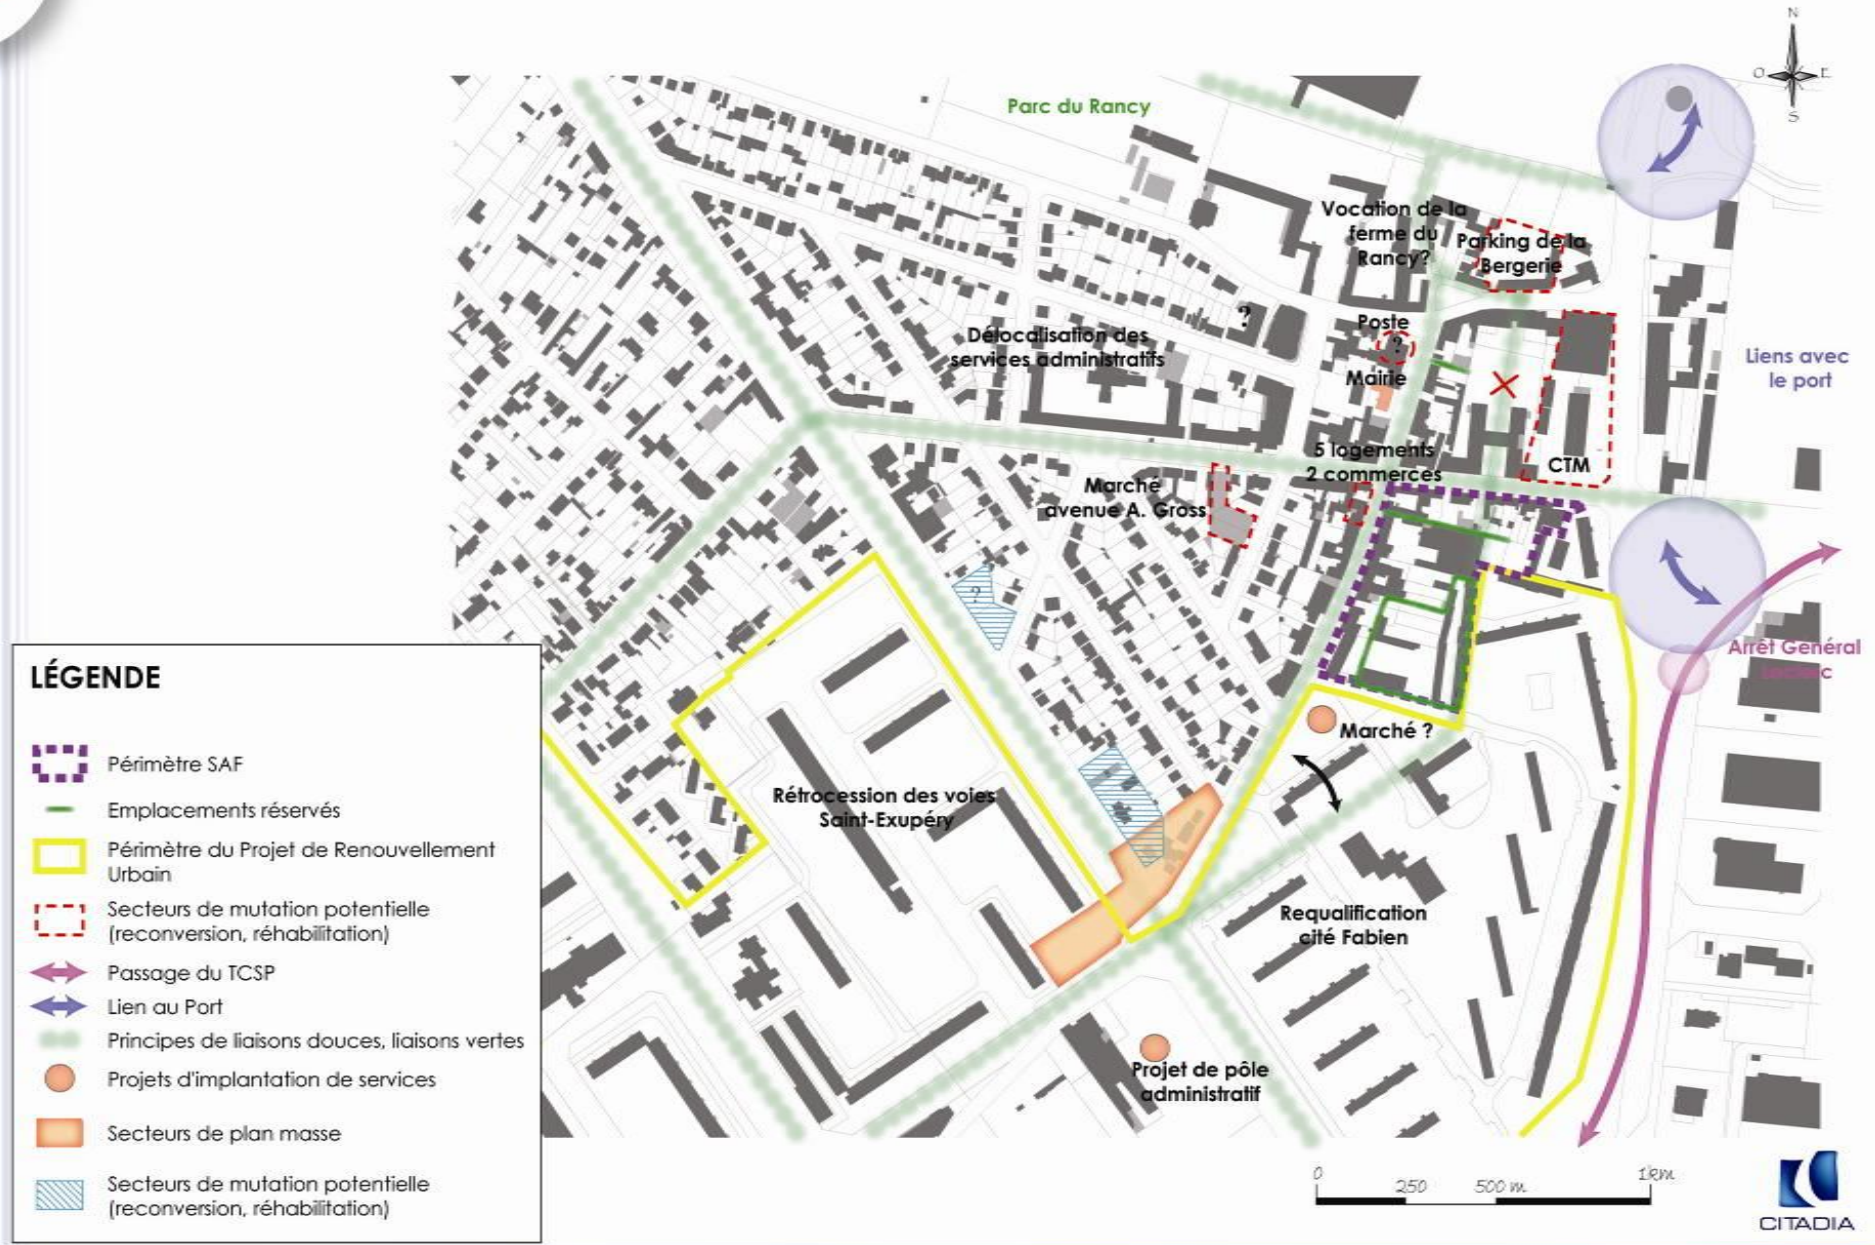 N
O
E
S
Parc du Rancy
Vocation de la
ferme du
Rancy?
Parking de la
Bergerie
?
Poste
?
Délocalisation des
services administratifs
Mairie
Liens avec
le port
5 logements
2 commerces
CTM
Marché
avenue A. Gross
?
Arrêt Général
Leclerc
Marché ?
Rétrocession des voies
Saint-Exupéry
Requalification
cité Fabien
Projet de pôle
administratif
LÉGENDE
Périmètre SAF
Emplacements réservés
Périmètre du Projet de Renouvellement
Urbain
Secteurs de mutation potentielle
(reconversion, réhabilitation)
Passage du TCSP
Lien au Port
Principes de liaisons douces, liaisons vertes
Projets d'implantation de services
Secteurs de plan masse
Secteurs de mutation potentielle
(reconversion, réhabilitation)
0
250
500 m
1km
CITADIA